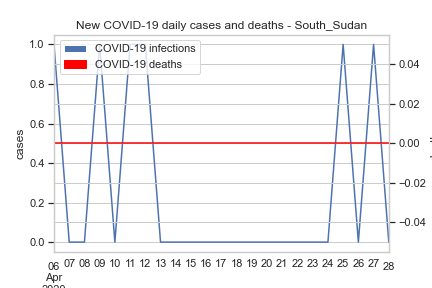 New COVID-19 daily cases and deaths - South_Sudan
COVID-19 infections
COVID-19 deaths
cases
1.0
0.8
0.6
0.4
0.2
0.0
0.04
0.02
0.00
−0.02
−0.04
06 07 08 09 10 11 12 13 14 15 16 17 18 19 20 21 22 23 24 25 26 27 28
Apr